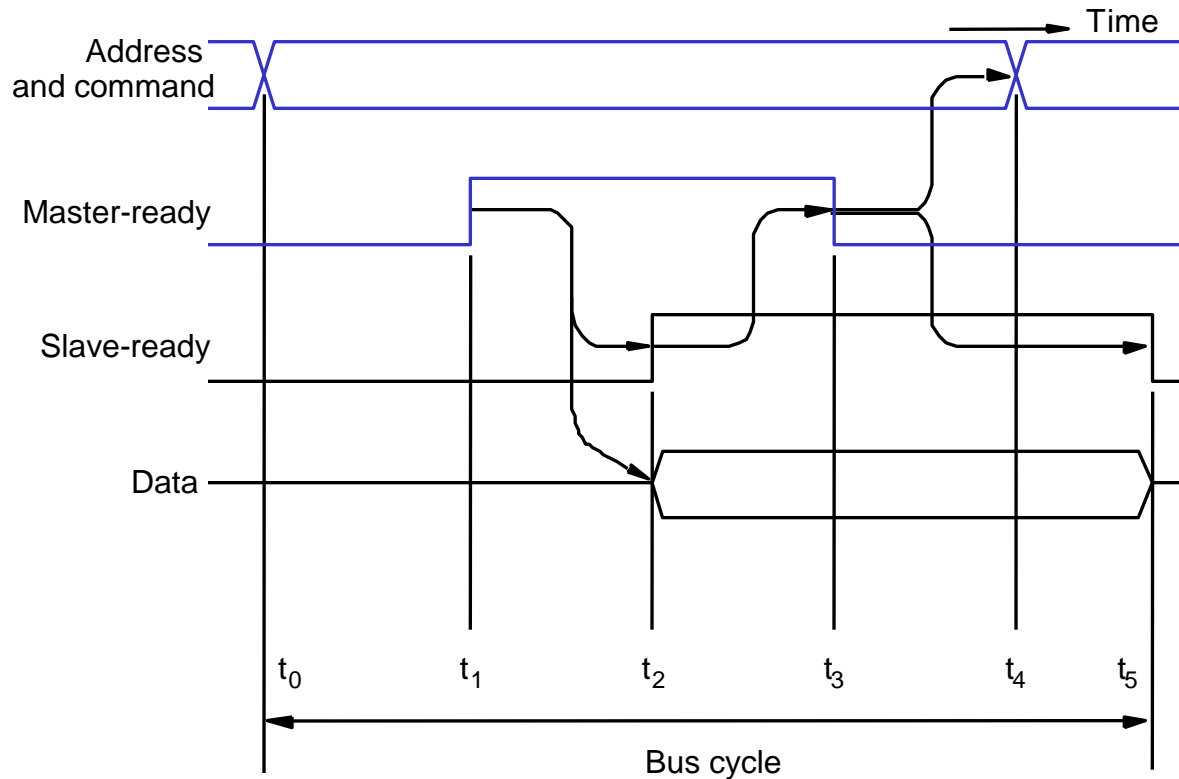 Time
Address
and command
Master-ready
Slave-ready
Data
t0 t1 t2 t3 t4 t5
Bus cycle